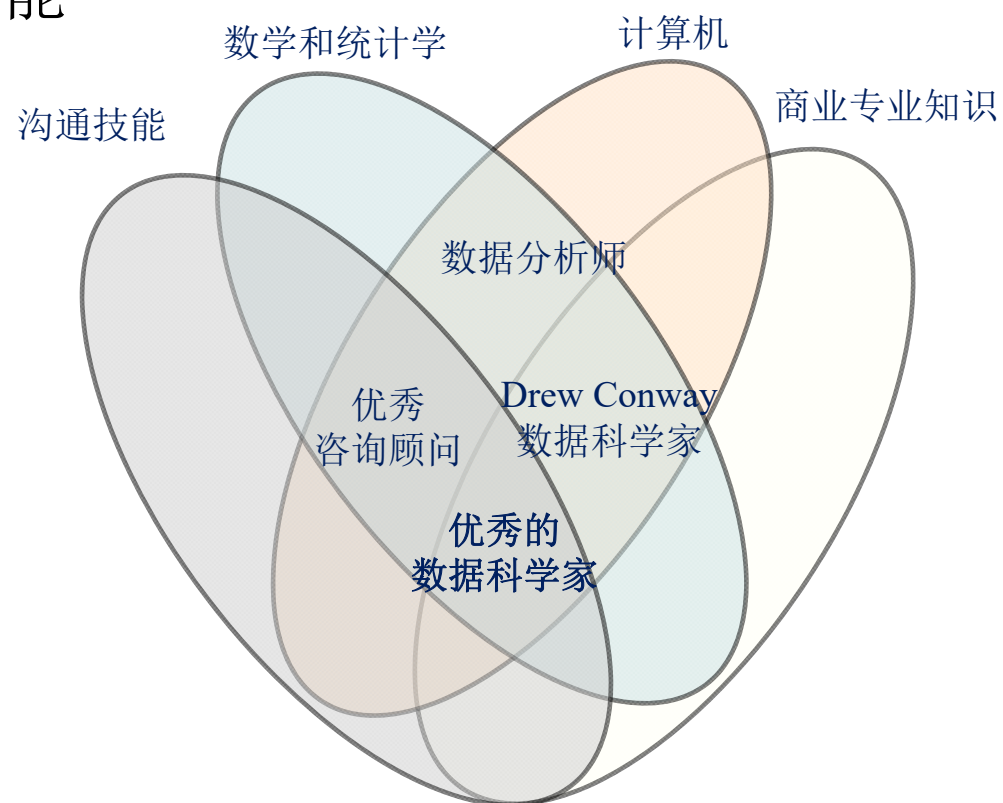 能
数学和统计学
计算机
商业专业知识
沟通技能
数据分析师
Drew Conway
数据科学家
优秀
咨询顾问
优秀的
数据科学家